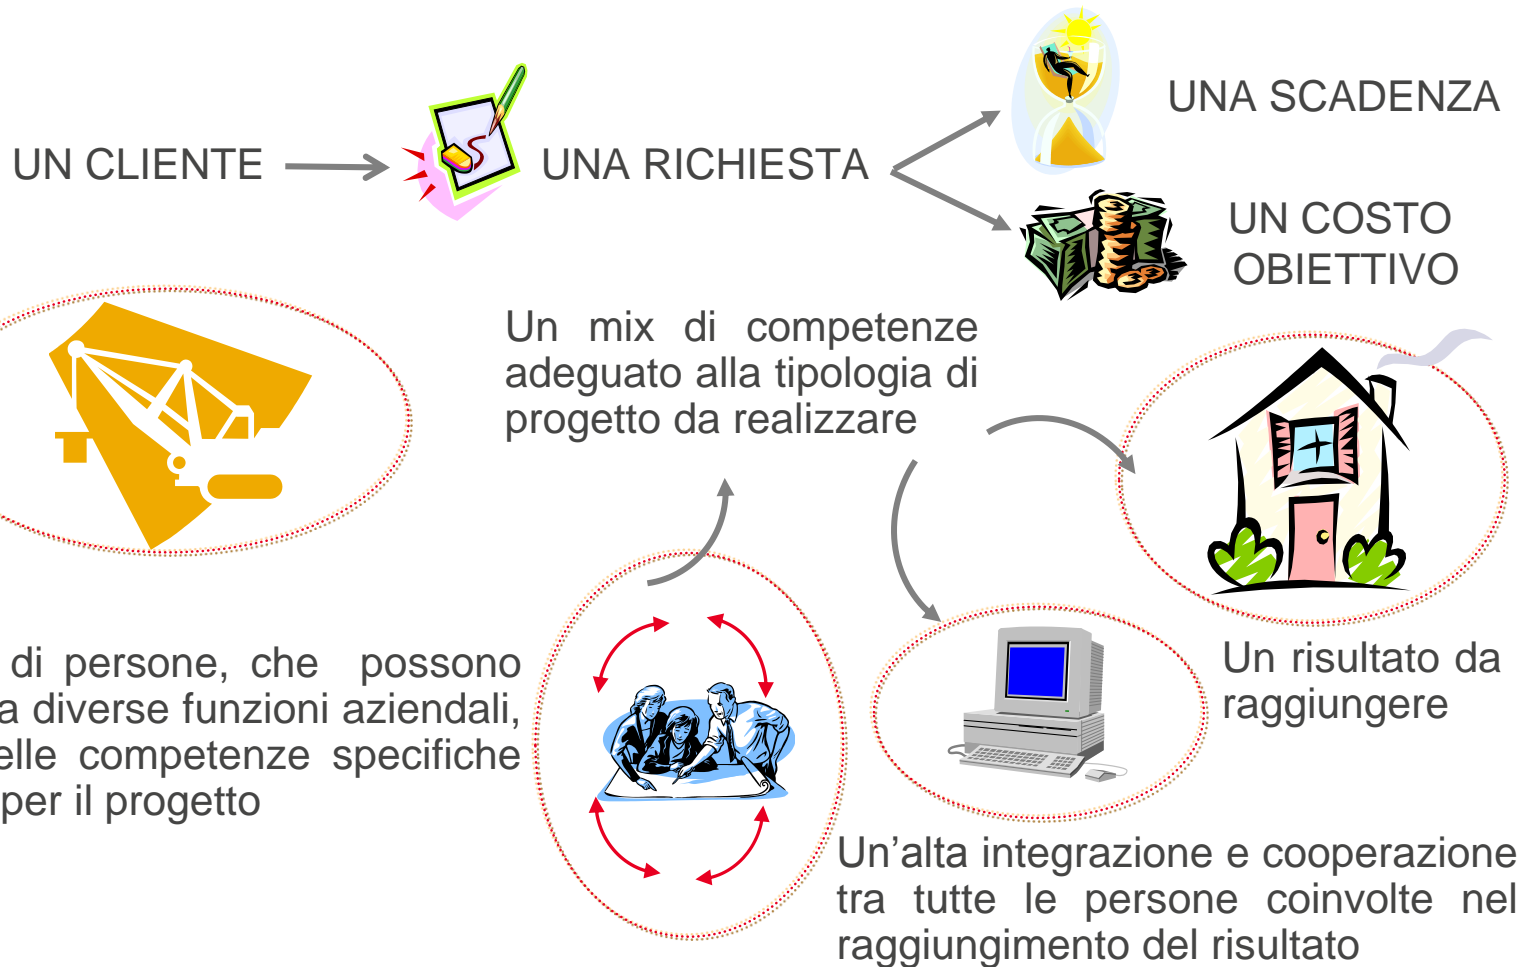 UNA SCADENZA
UN CLIENTE
UNA RICHIESTA
UN COSTO
OBIETTIVO
Un mix di competenze
adeguato alla tipologia di
progetto da realizzare
Un risultato da
raggiungere
di persone, che possono
a diverse funzioni aziendali,
elle competenze specifiche
per il progetto
Un’alta integrazione e cooperazione
tra tutte le persone coinvolte nel
raggiungimento del risultato